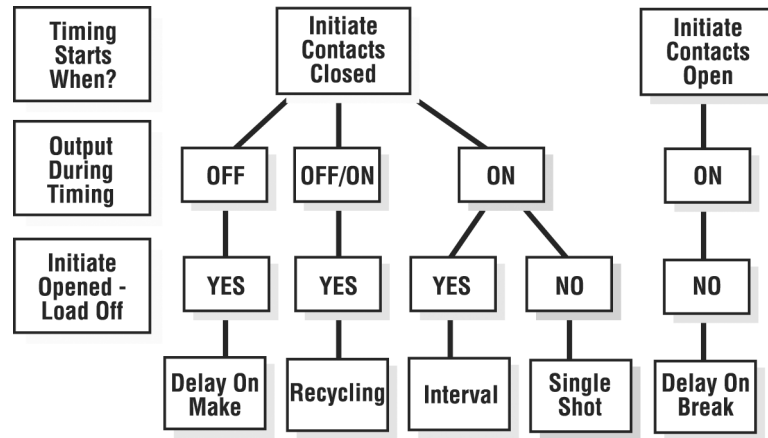 Timing
Starts
When?
Initiate
Contacts
Closed
Initiate
Contacts
Open
Output
During
Timing
OFF
OFF/ON
ON
ON
Initiate
Opened -
Load Off
YES
YES
YES
NO
NO
Delay On
Make
Recycling
Interval
Single
Shot
Delay On
Break